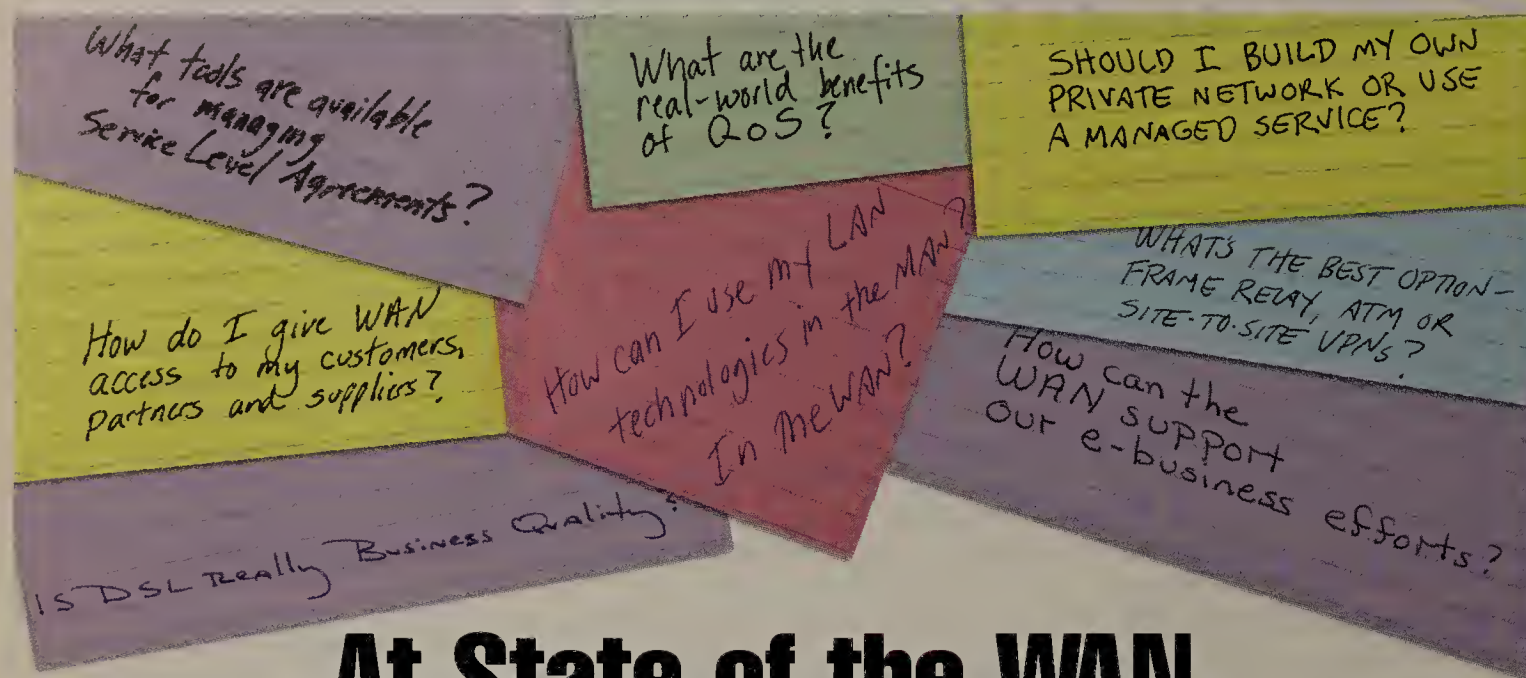 What tools are available
for managing
Service Level Agreements?
What are the
real-world benefits
of QoS?
SHOULD I BUILD MY OWN
PRIVATE NETWORK OR USE
A MANAGED SERVICE?
How do I give WAN
access to my customers,
partners and suppliers?
How can I use my LAN
technologies in the MAN?
In the WAN?
WHAT'S THE BEST OPTION-
FRAME RELAY, ATM OR
SITE-TO-SITE VPNs?
How can the
WAN support
our e-business efforts?
Is DSL Really Business Quality?
At State of the WAN